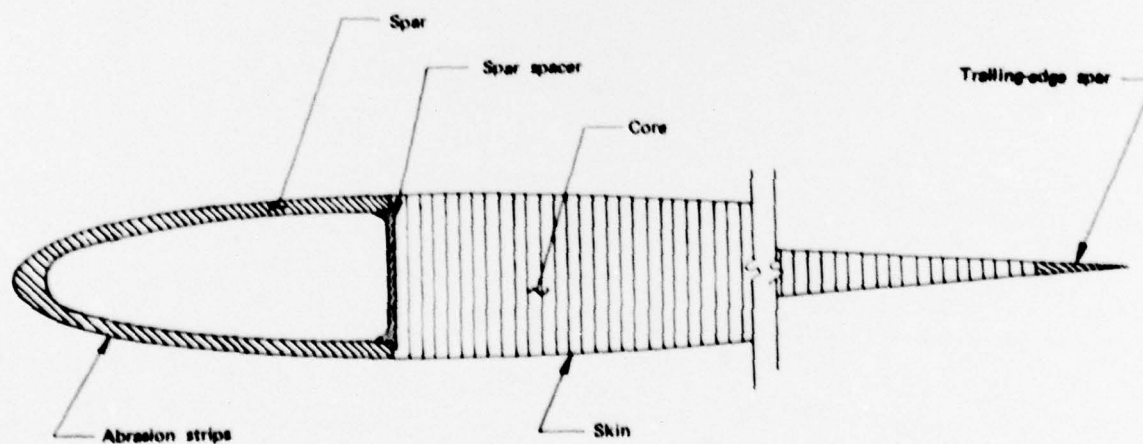 Spar
Spar spacer
Trailing-edge spar
Core
Abrasion strips
Skin